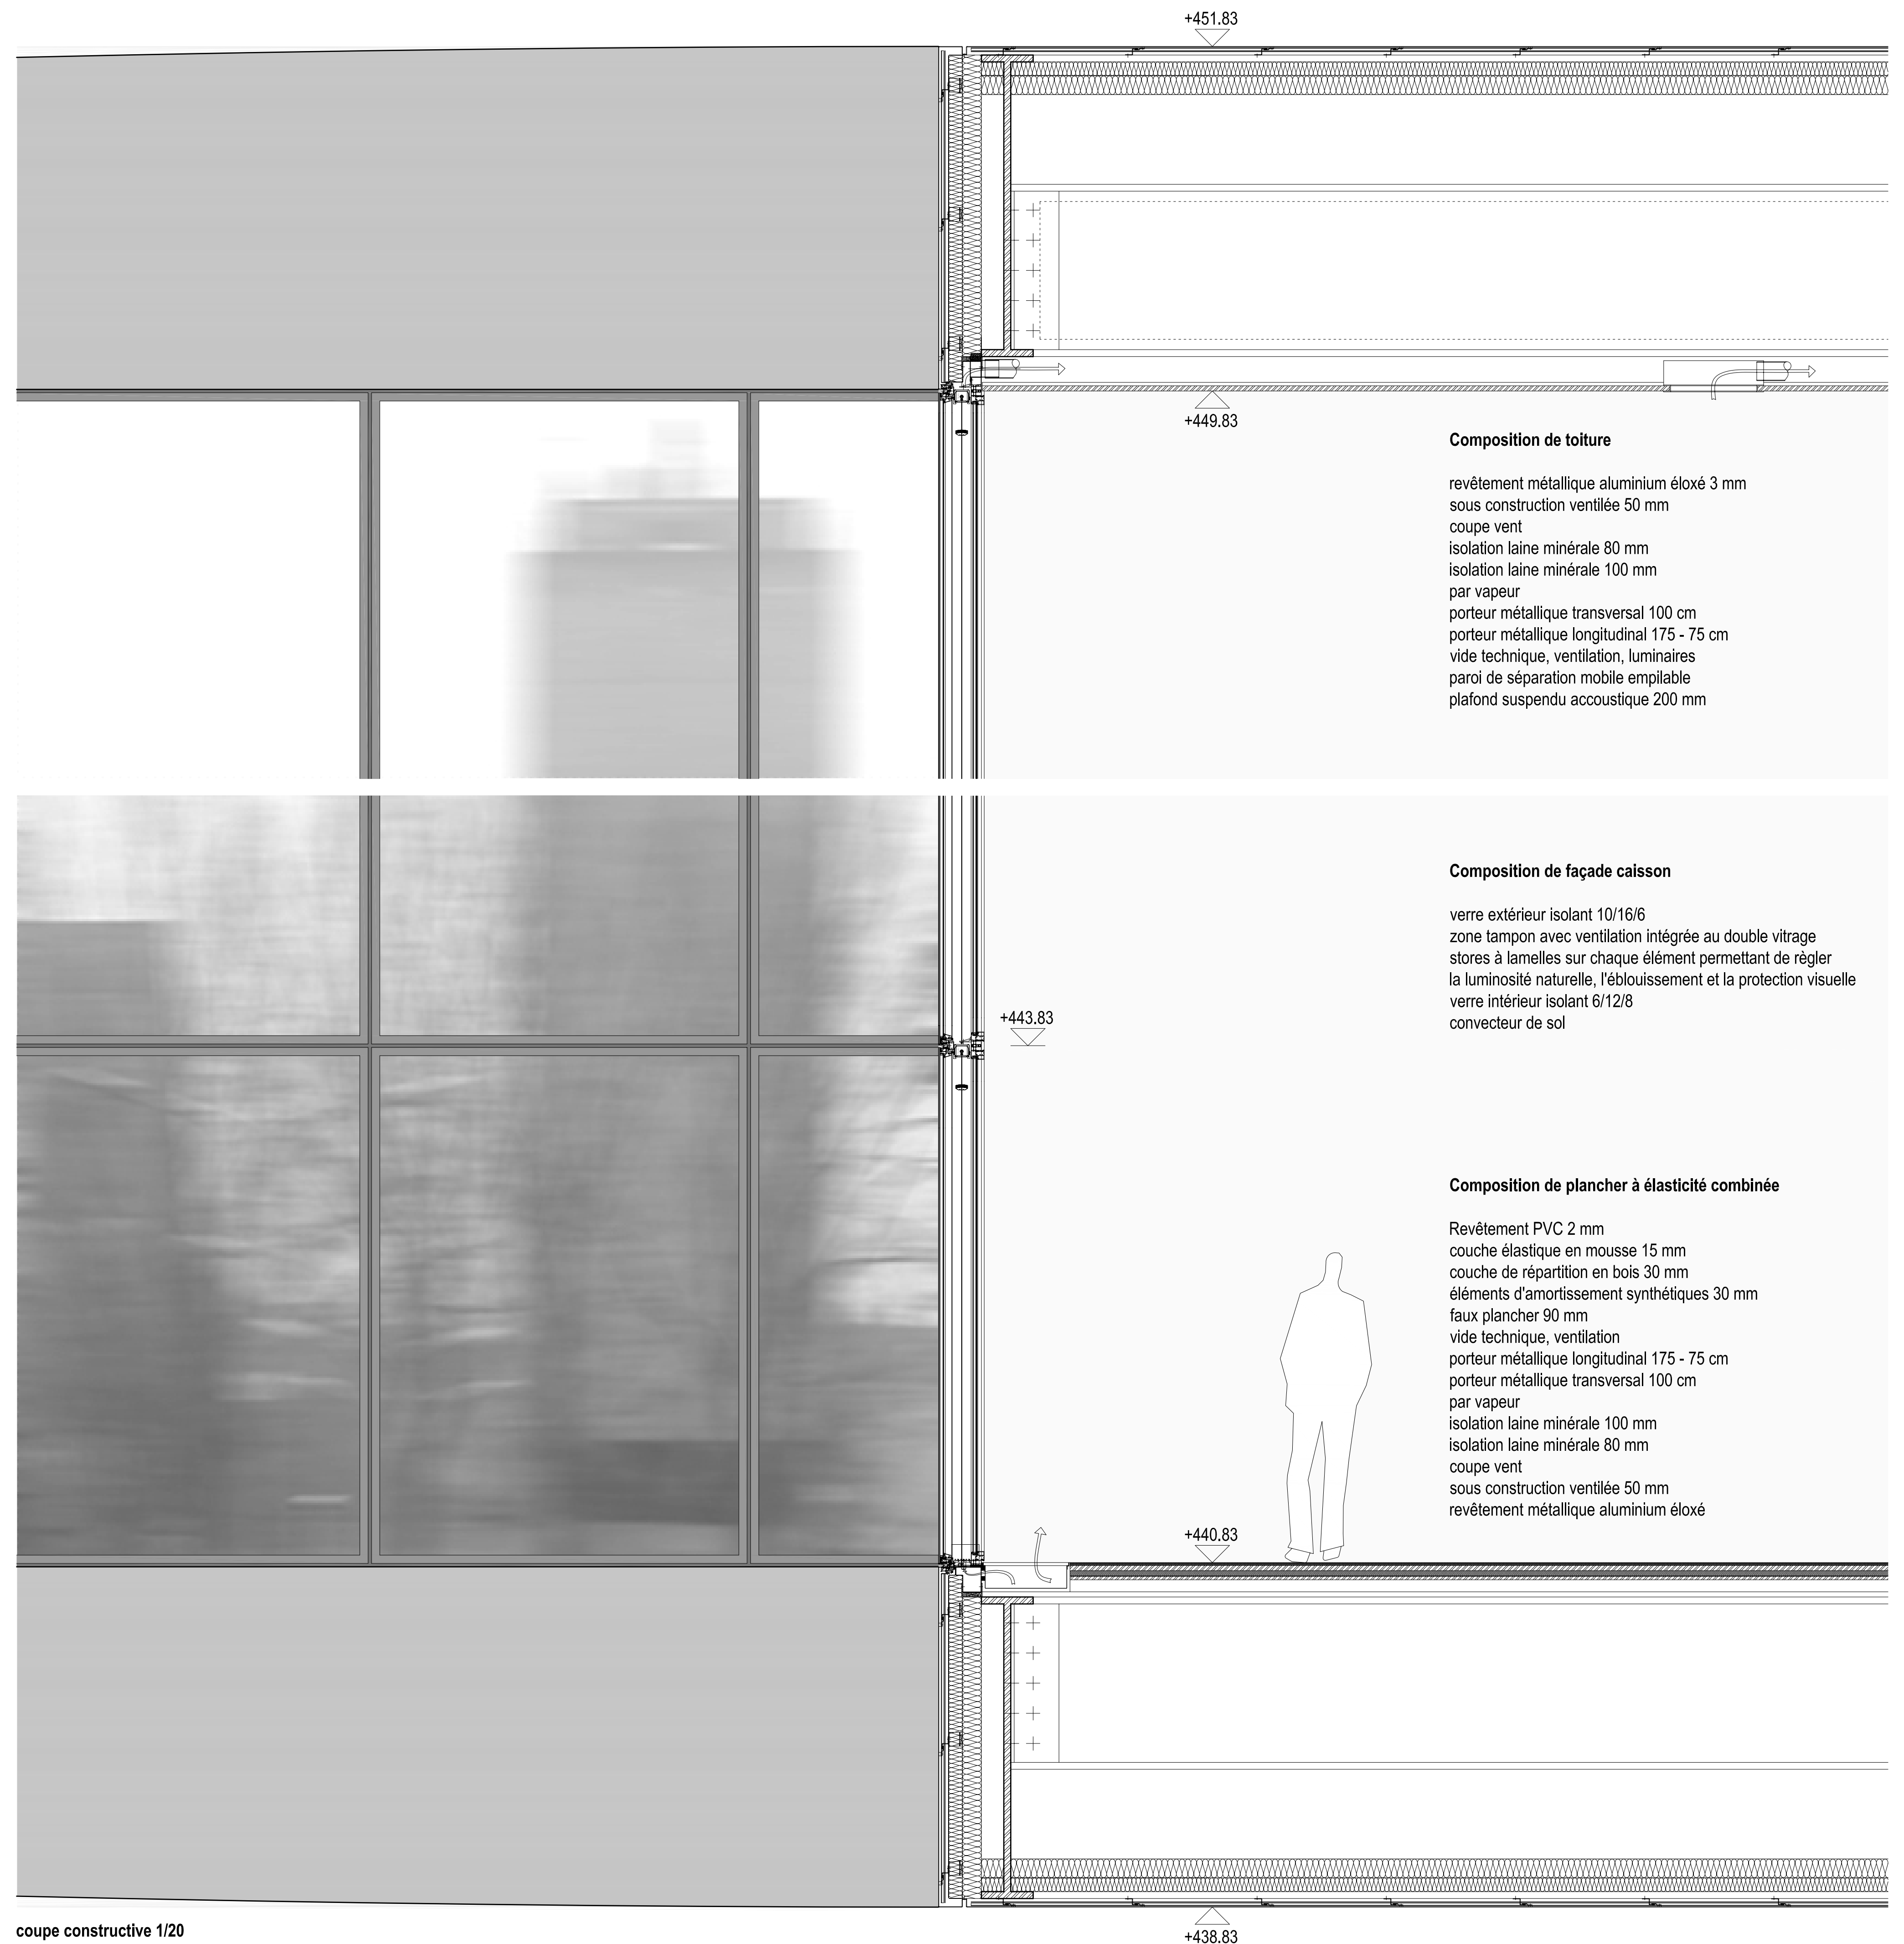 +451.83
+449.83
Composition de toiture
revêtement métallique aluminium éloxé 3 mm
sous construction ventilée 50 mm
coupe vent
isolation laine minérale 80 mm
isolation laine minérale 100 mm
par vapeur
porteur métallique transversal 100 cm
porteur métallique longitudinal 175 - 75 cm
vide technique, ventilation, luminaires
paroi de séparation mobile empilable
plafond suspendu accoustique 200 mm
Composition de façade caisson
verre extérieur isolant 10/16/6
zone tampon avec ventilation intégrée au double vitrage
stores à lamelles sur chaque élément permettant de règler
la luminosité naturelle, l'éblouissement et la protection visuelle
verre intérieur isolant 6/12/8
convecteur de sol
+443.83
Composition de plancher à élasticité combinée
Revêtement PVC 2 mm
couche élastique en mousse 15 mm
couche de répartition en bois 30 mm
éléments d'amortissement synthétiques 30 mm
faux plancher 90 mm
vide technique, ventilation
porteur métallique longitudinal 175 - 75 cm
porteur métallique transversal 100 cm
par vapeur
isolation laine minérale 100 mm
isolation laine minérale 80 mm
coupe vent
sous construction ventilée 50 mm
revêtement métallique aluminium éloxé
+440.83
coupe constructive 1/20
+438.83